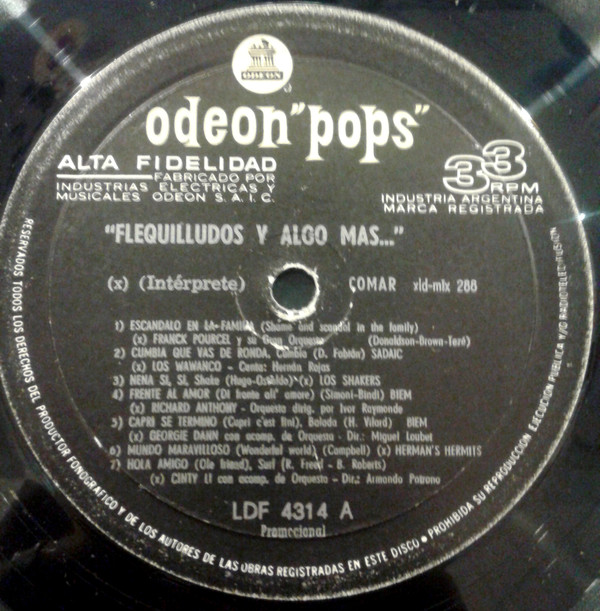 ODEON
odeon "pops"
ALTA FIDELIDAD
FABRICADO POR
INDUSTRIAS ELECTRICAS Y
MUSICALES ODEON S.A.I.C.
33 RPM
INDUSTRIA ARGENTINA
MARCA REGISTRADA
"FLEQUILLUDOS Y ALGO MAS..."
(x) (Intérprete) COMAR xld-mlx 288
1) ESCANDALO EN LA FAMILIA (Shame and scandal in the family)
(x) FRANCK POURCEL y su Gran Orquesta (Donaldson-Brown-Teré)
2) CUMBIA QUE VAS DE RONDA, Cumbia (D. Fabián) SADAIC
(x) LOS WAWANCO - Canta: Hernán Rojas
3) NENA SI, SI, Shake (Hugo-Osvaldo) (x) LOS SHAKERS
4) FRENTE AL AMOR (Di fronte all' amore) (Simoni-Bindi) BIEM
(x) RICHARD ANTHONY - Orquesta dirig. por Ivor Raymonde
5) CAPRI SE TERMINO (Capri c'est fini), Balada (H. Vilard) BIEM
(x) GEORGIE DANN con acomp. de Orquesta - Dir.: Miguel Loubet
6) MUNDO MARAVILLOSO (Wonderful world), (Campbell) (x) HERMAN'S HERMITS
7) HOLA AMIGO (Ole friend), Surf (R. Freed - B. Roberts)
(x) CINTY LI con acomp. de Orquesta - Dir.: Armando Patrono
LDF 4314 A
Promocional
RESERVADOS TODOS LOS DERECHOS DEL PRODUCTOR FONOGRAFICO Y DE LOS AUTORES DE LAS OBRAS REGISTRADAS EN ESTE DISCO • PROHIBIDA SU REPRODUCCION EJECUCION PUBLICA Y/O RADIOTELEDIFUSION